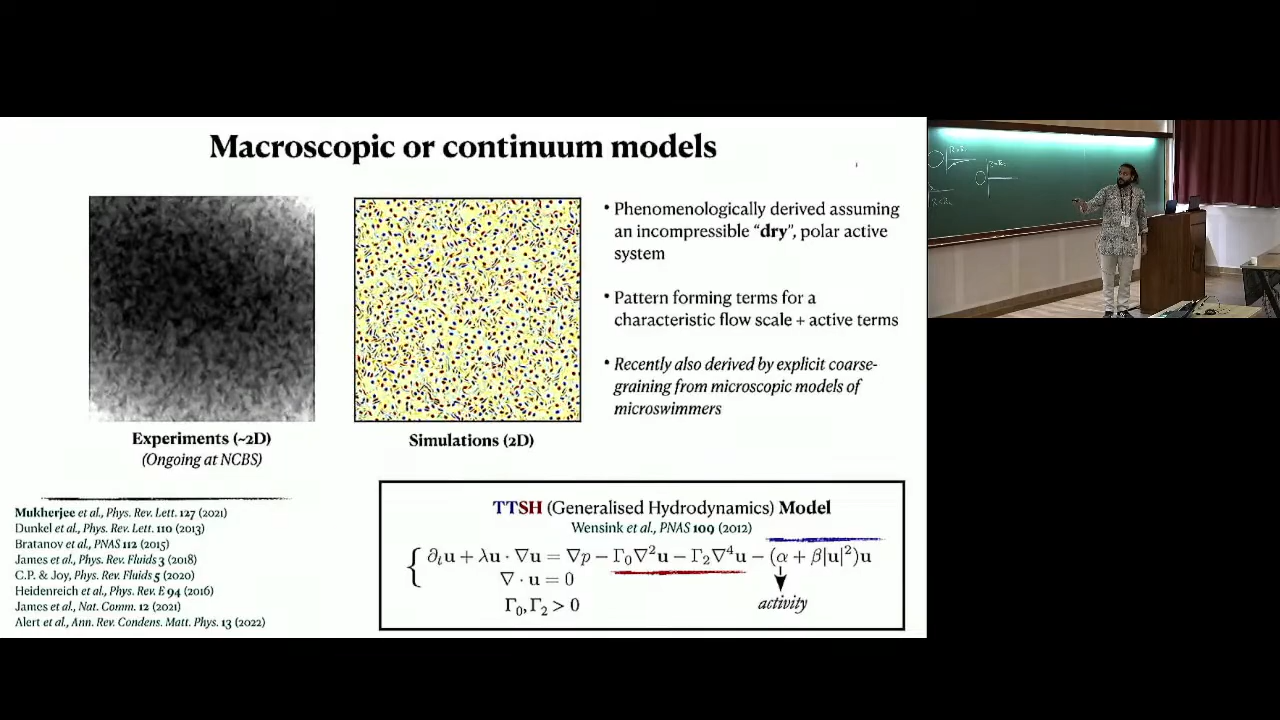 Macroscopic or continuum models
Experiments (~2D)
(Ongoing at NCBS)
Simulations (2D)
• Phenomenologically derived assuming
an incompressible “dry”, polar active
system
• Pattern forming terms for a
characteristic flow scale + active terms
• Recently also derived by explicit coarse-
graining from microscopic models of
microswimmers
Mukherjee et al., Phys. Rev. Lett. 127 (2021)
Dunkel et al., Phys. Rev. Lett. 110 (2013)
Bratanov et al., PNAS 112 (2015)
James et al., Phys. Rev. Fluids 3 (2018)
C.P. & Joy, Phys. Rev. Fluids 5 (2020)
Heidenreich et al., Phys. Rev. E 94 (2016)
James et al., Nat. Comm. 12 (2021)
Alert et al., Ann. Rev. Condens. Matt. Phys. 13 (2022)
TTSH (Generalised Hydrodynamics) Model
Wensink et al., PNAS 109 (2012)
∂ₜu + λu · ∇u = ∇p − Γ₀∇²u − Γ₂∇⁴u − (α + β|u|²)u
∇ · u = 0
Γ₀, Γ₂ > 0
activity